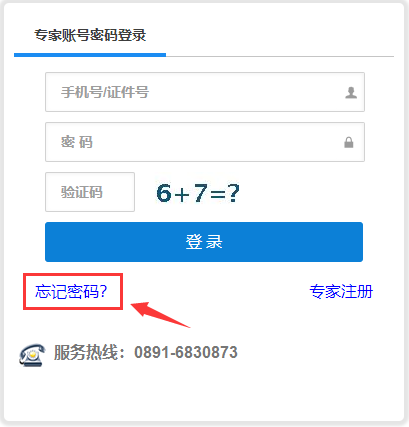 专家账号密码登录
手机号/证件号
密 码
验证码 6+7=?
登 录
忘记密码? 专家注册
服务热线：0891-6830873